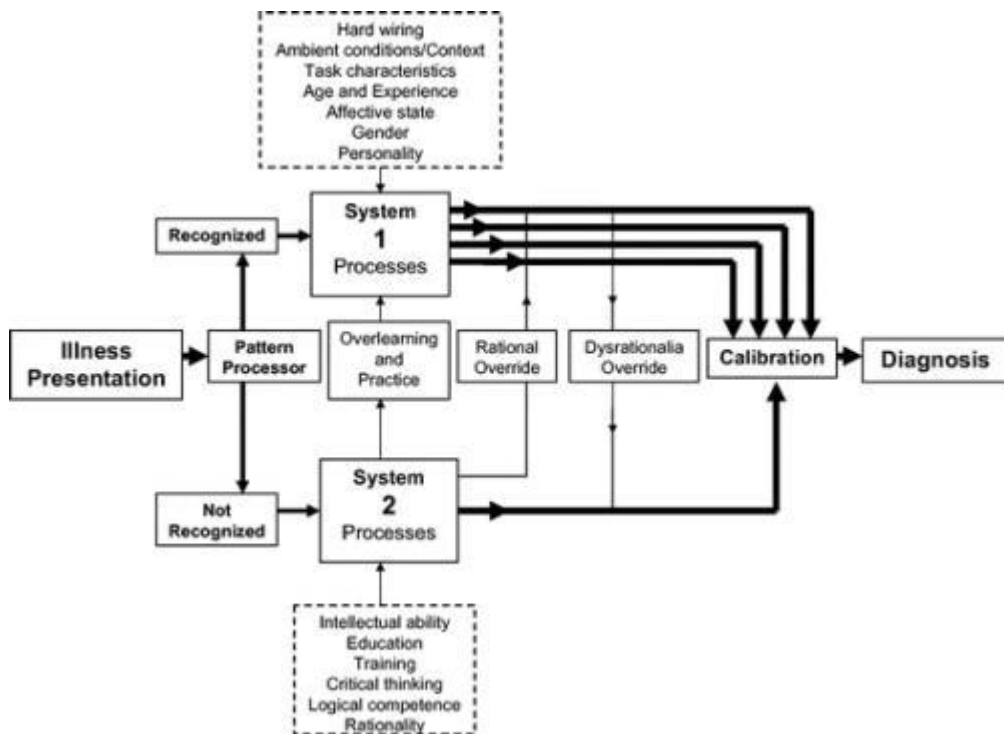 Hard wiring
Ambient conditions/Context
Task characteristics
Age and Experience
Affective state
Gender
Personality
System
1
Processes
Recognized
Illness
Presentation
Pattern
Processor
Overlearning
and
Practice
Rational
Override
Dysrationalia
Override
Calibration
Diagnosis
Not
Recognized
System
2
Processes
Intellectual ability
Education
Training
Critical thinking
Logical competence
Rationality